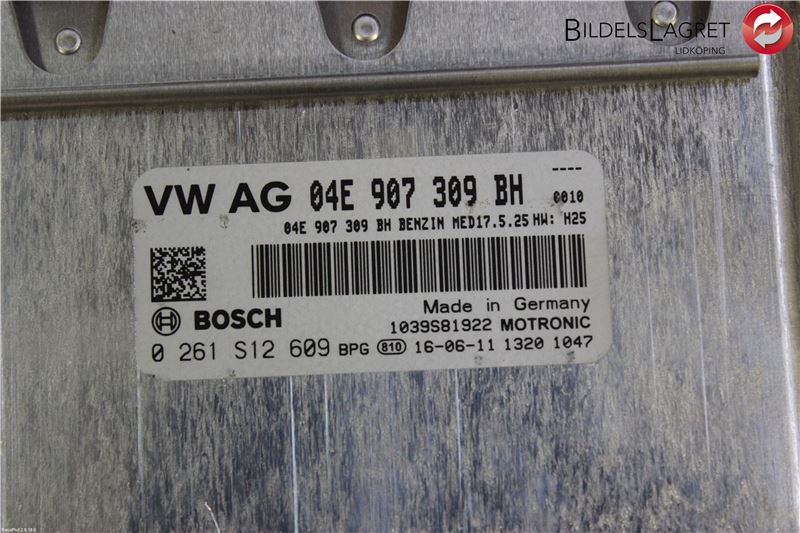 BILDELSLAGRET
LIDKÖPING
----
VW AG 04E 907 309 BH 0010
04E 907 309 BH BENZIN MED17.5.25 HW: H25
Made in Germany
BOSCH 1039S81922 MOTRONIC
0 261 S12 609 BPG 810 16-06-11 1320 1047